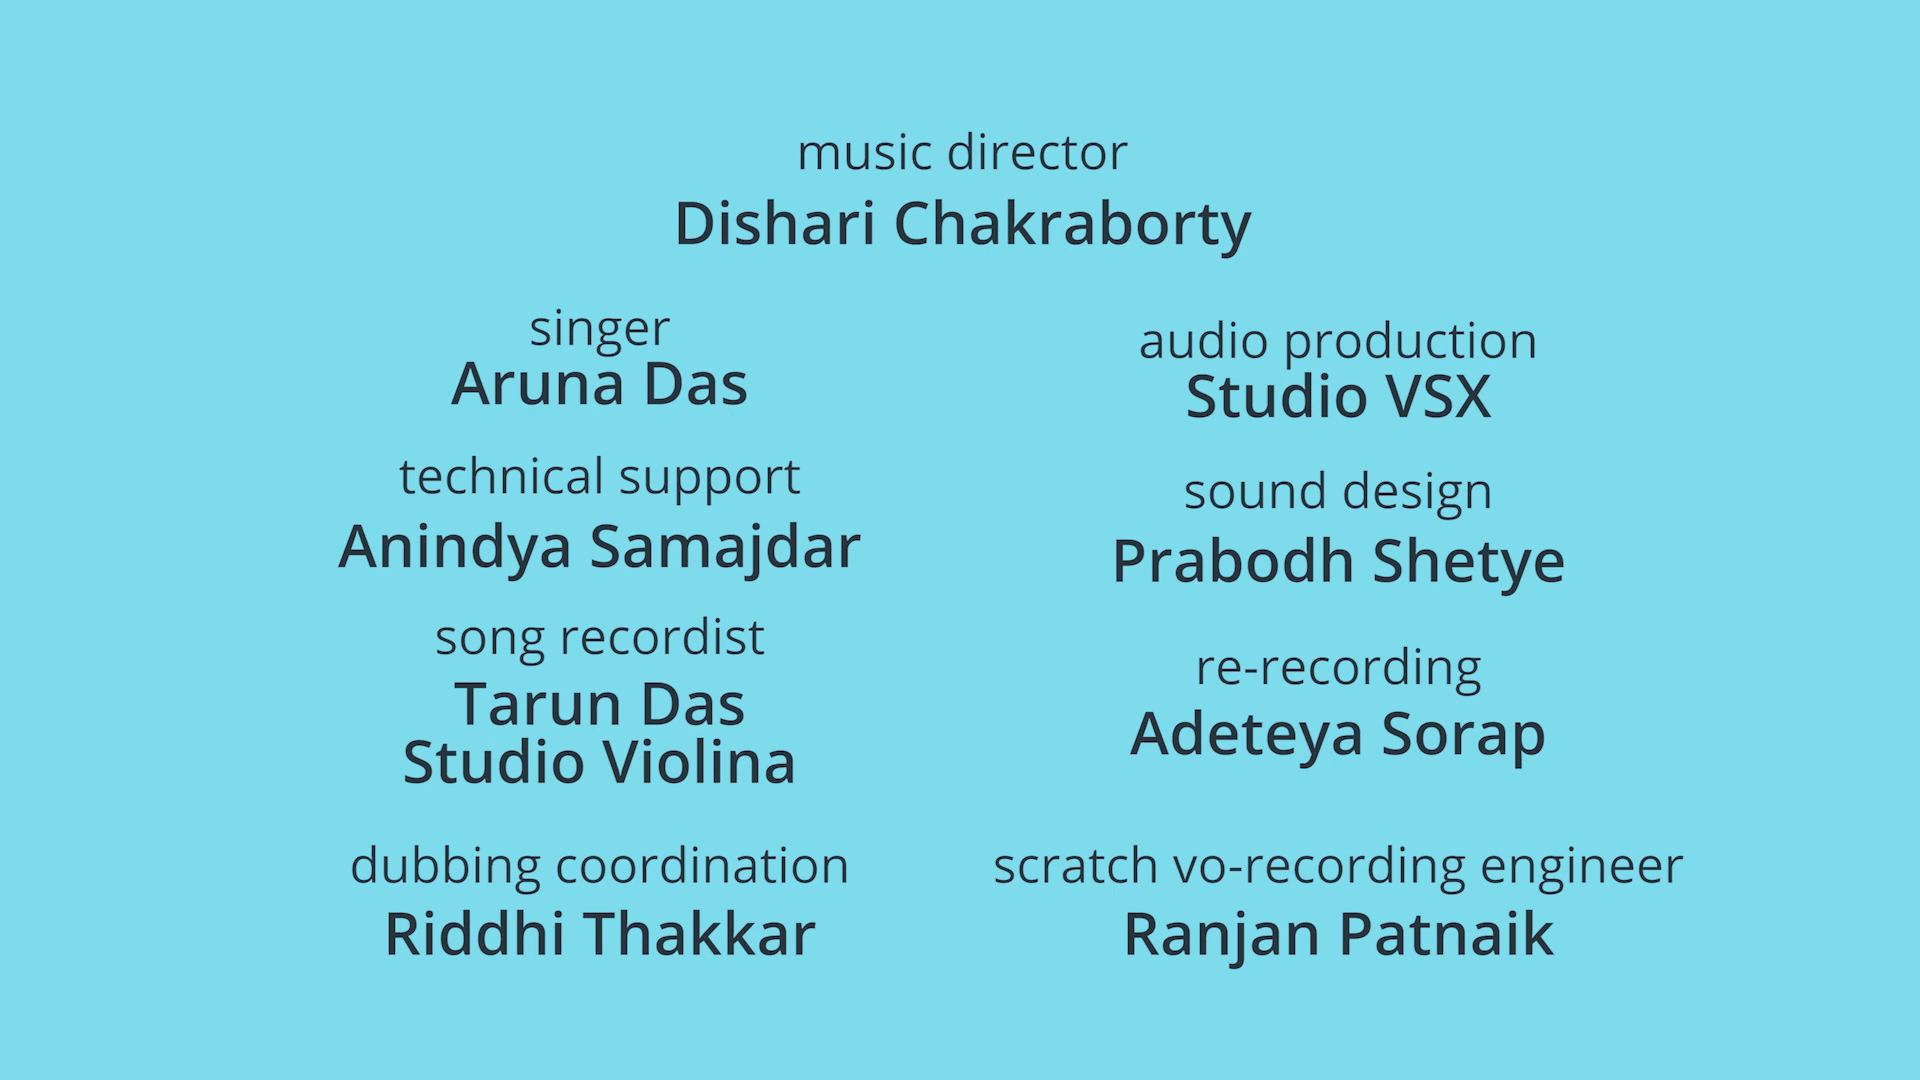 music director
Dishari Chakraborty
singer
Aruna Das
technical support
Anindya Samajdar
song recordist
Tarun Das
Studio Violina
dubbing coordination
Riddhi Thakkar
audio production
Studio VSX
sound design
Prabodh Shetye
re-recording
Adeteya Sorap
scratch vo-recording engineer
Ranjan Patnaik